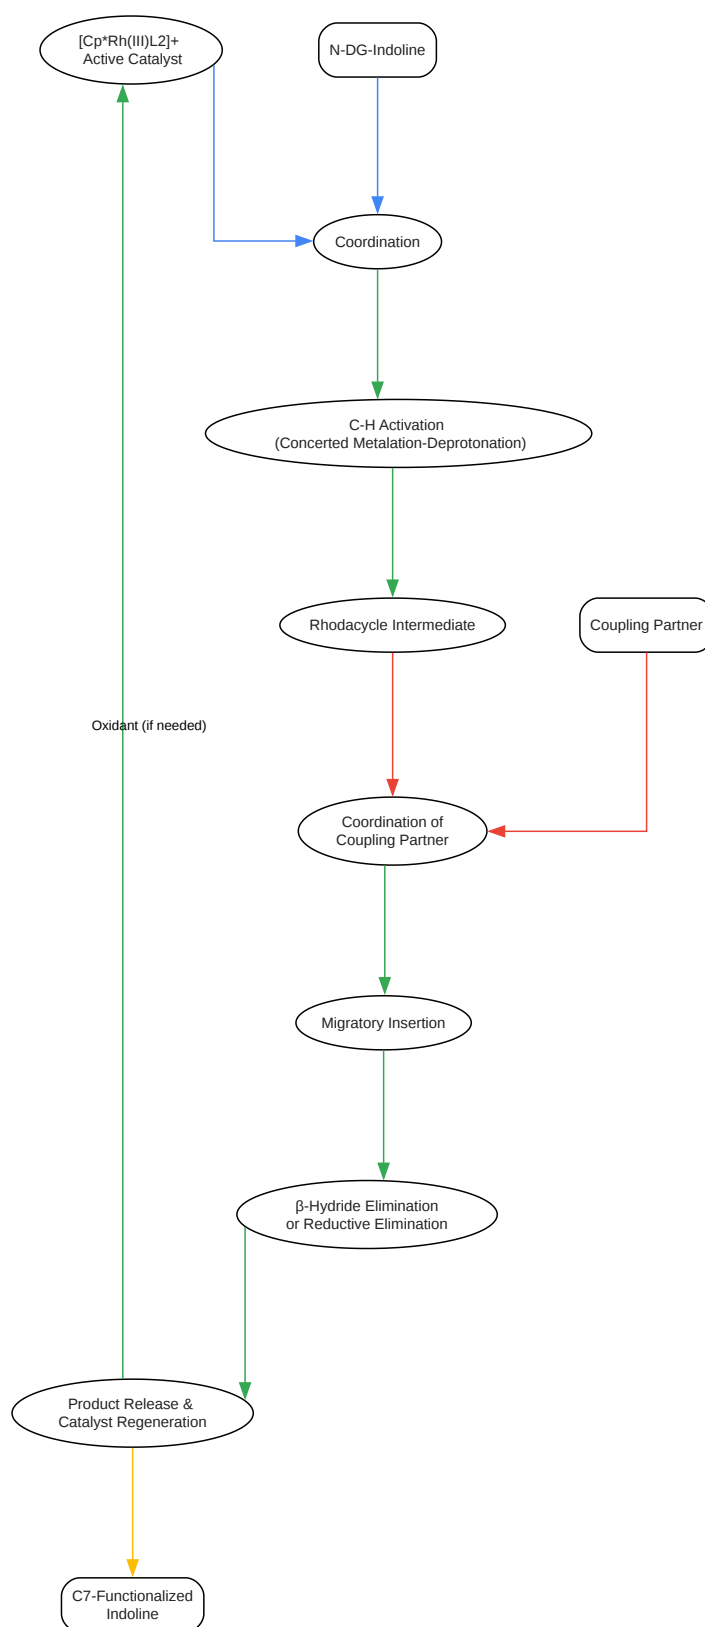 [Cp*Rh(III)L2]+
Active Catalyst
N-DG-Indoline
Coordination
C-H Activation
(Concerted Metalation-Deprotonation)
Rhodacycle Intermediate
Coupling Partner
Oxidant (if needed)
Coordination of
Coupling Partner
Migratory Insertion
β-Hydride Elimination
or Reductive Elimination
Product Release &
Catalyst Regeneration
C7-Functionalized
Indoline